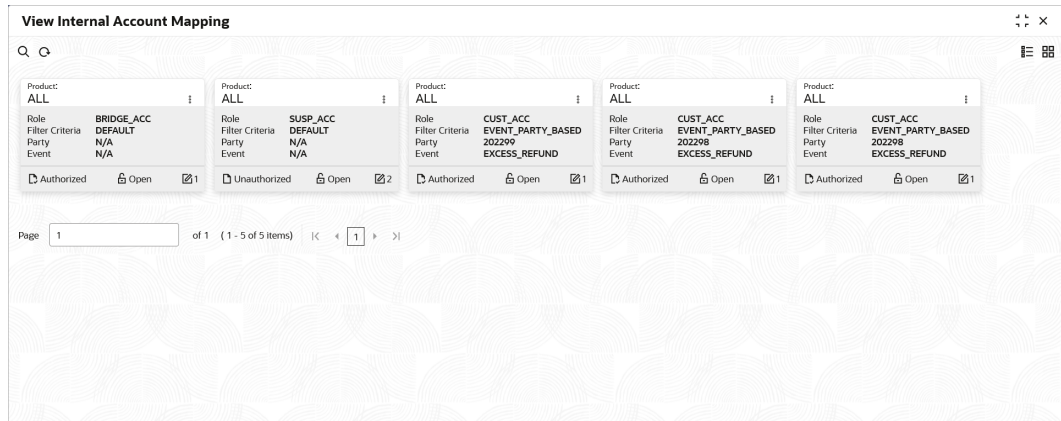 View Internal Account Mapping
Product:
ALL
Role BRIDGE_ACC
Filter Criteria DEFAULT
Party N/A
Event N/A
Authorized Open 1
Product:
ALL
Role SUSP_ACC
Filter Criteria DEFAULT
Party N/A
Event N/A
Unauthorized Open 2
Product:
ALL
Role CUST_ACC
Filter Criteria EVENT_PARTY_BASED
Party 202299
Event EXCESS_REFUND
Authorized Open 1
Product:
ALL
Role CUST_ACC
Filter Criteria EVENT_PARTY_BASED
Party 202298
Event EXCESS_REFUND
Authorized Open 1
Product:
ALL
Role CUST_ACC
Filter Criteria EVENT_PARTY_BASED
Party 202298
Event EXCESS_REFUND
Authorized Open 1
Page 1 of 1 ( 1 - 5 of 5 items) 1